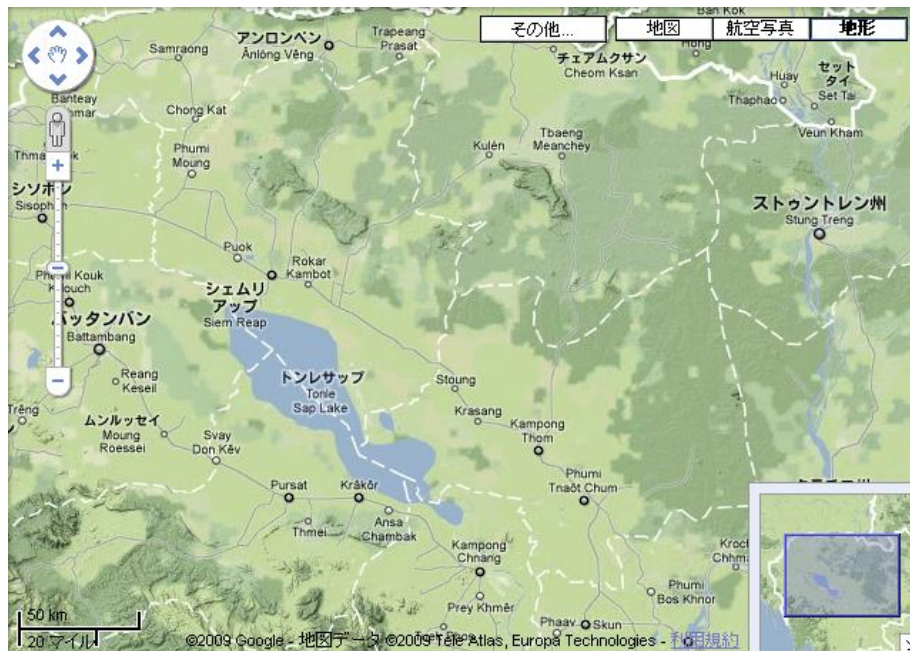 その他...
地図
航空写真
地形
Ban Kok
アンロンベン
Ânlóng Vêng
Trapeang
Prasat
Samraong
チェアムクサン
Cheom Ksan
Hong
Huay
セット
タイ
Set Tai
Thaphao
Veun Kham
Banteay
Chong Kat
Phumi
Moung
Kulén
Tbaeng
Meanchey
シソポン
Sisophon
ストゥントレン州
Stung Treng
Puok
Rokar
Kambot
シェムリ
アップ
Siem Reap
バッタンバン
Battambang
Reang
Keseil
トンレサップ
Tonle
Sap Lake
Stoung
Krasang
Kampong
Thom
Trêng
ムンルッセイ
Moung
Roessei
Svay
Don Kêv
Pursat
Krâkôr
Thmei
Ansa
Chambak
Phumi
Tnaôt Chum
Kampong
Chnang
Prey Khmêr
Phumi
Bos Khnor
Phaav
Skun
50 km
20 マイル
©2009 Google - 地図データ ©2009 Tele Atlas, Europa Technologies - 利用規約